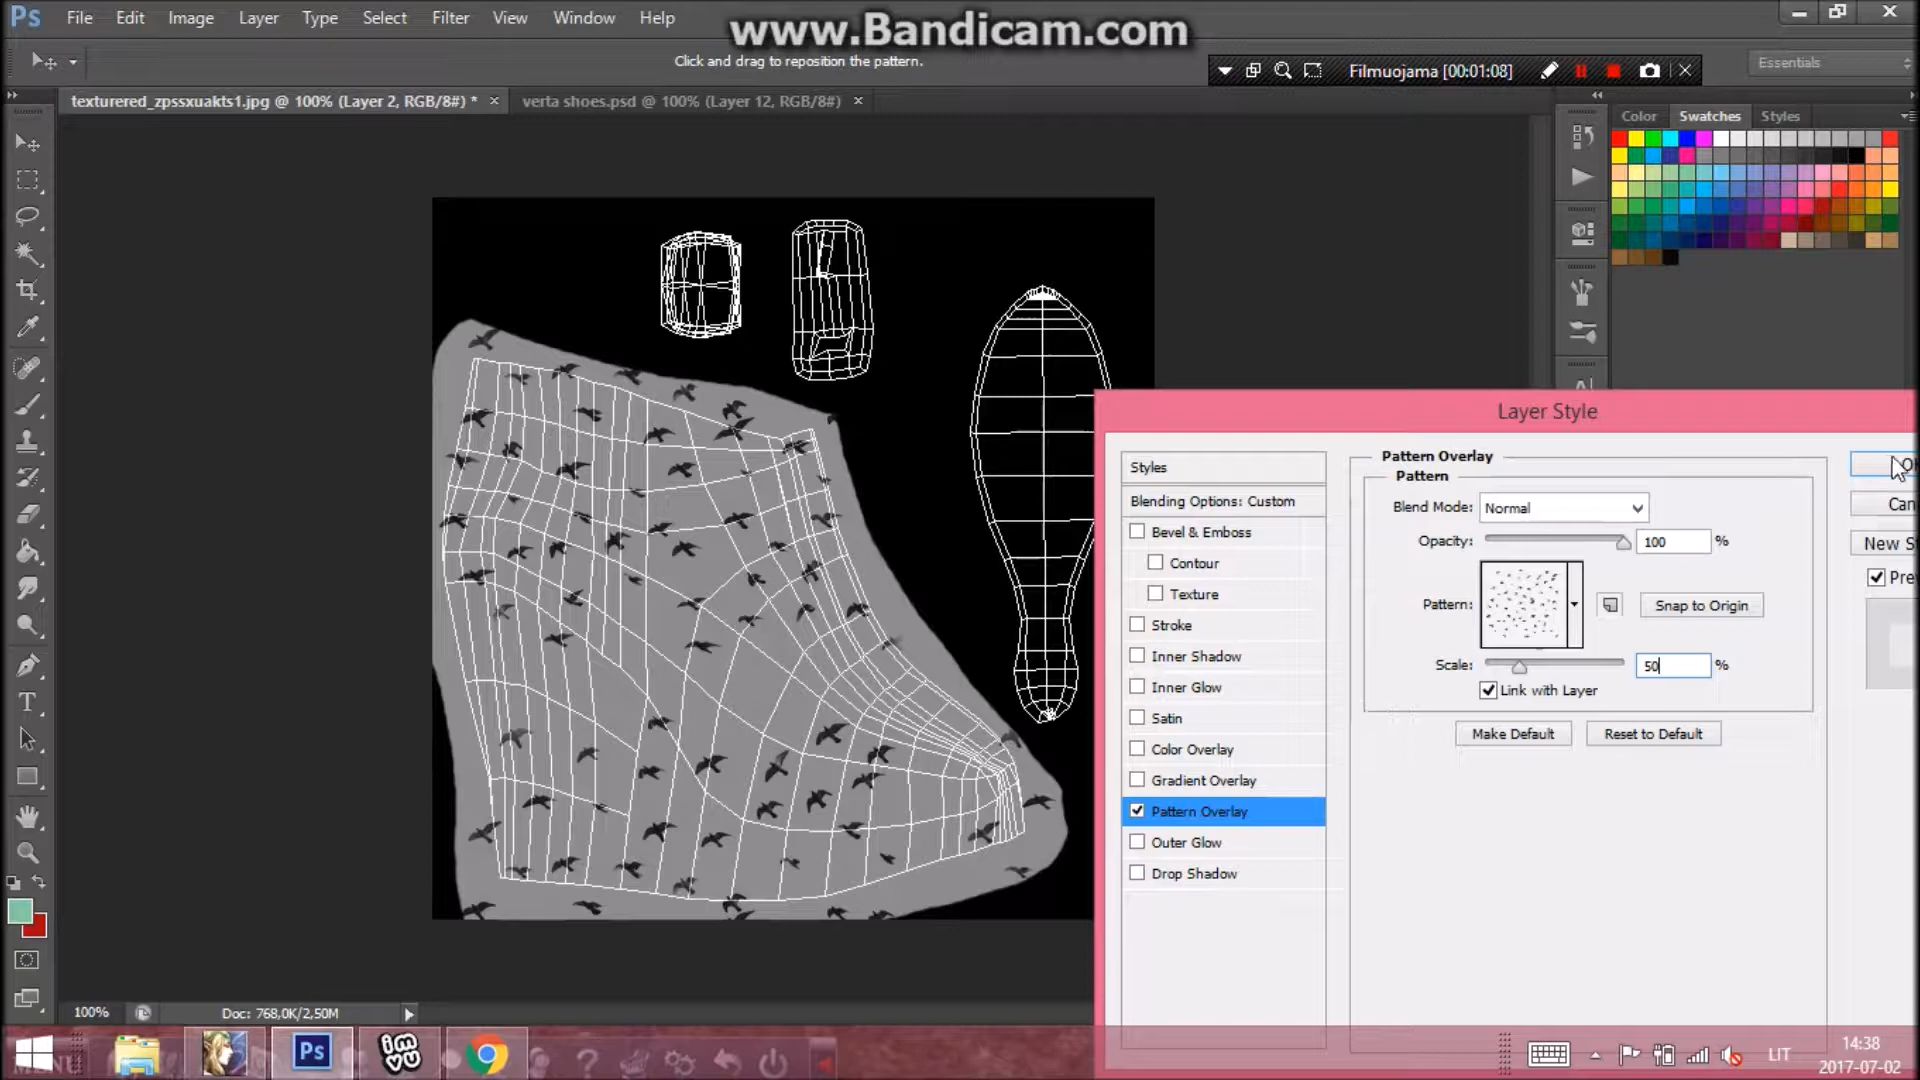 Ps File Edit Image Layer Type Select Filter View Window Help
www.Bandicam.com
Click and drag to reposition the pattern.
Filmuojama [00:01:08]
Essentials
texturered_zpssxuakts1.jpg @ 100% (Layer 2, RGB/8#) *
verta shoes.psd @ 100% (Layer 12, RGB/8#)
Color Swatches Styles
Layer Style
Styles
Blending Options: Custom
Bevel & Emboss
Contour
Texture
Stroke
Inner Shadow
Inner Glow
Satin
Color Overlay
Gradient Overlay
Pattern Overlay
Outer Glow
Drop Shadow
Pattern Overlay
Pattern
Blend Mode: Normal
Opacity: 100 %
Pattern:
Snap to Origin
Scale: 50 %
Link with Layer
Make Default
Reset to Default
Can
New S
Pre
100%
Doc: 768,0K/2,50M
MENU
Ps
imvu
LIT
14:38
2017-07-02